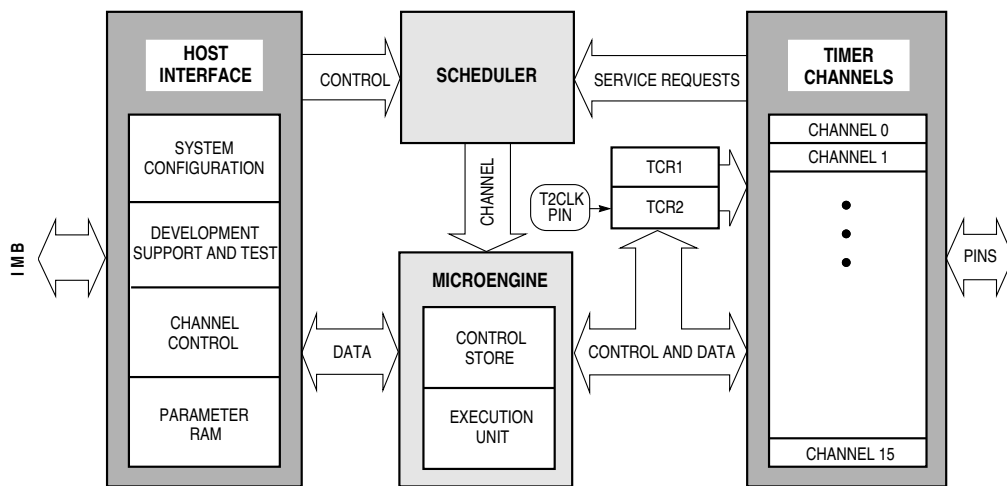 HOST
INTERFACE
SYSTEM
CONFIGURATION
DEVELOPMENT
SUPPORT AND TEST
CHANNEL
CONTROL
PARAMETER
RAM
IMB
CONTROL
SCHEDULER
SERVICE REQUESTS
CHANNEL
T2CLK
PIN
TCR1
TCR2
DATA
MICROENGINE
CONTROL
STORE
EXECUTION
UNIT
CONTROL AND DATA
TIMER
CHANNELS
CHANNEL 0
CHANNEL 1
CHANNEL 15
PINS